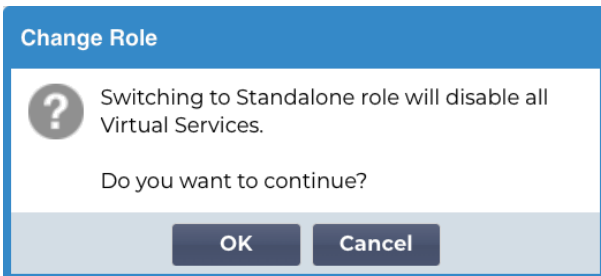 Change Role
Switching to Standalone role will disable all
Virtual Services.
Do you want to continue?
OK
Cancel